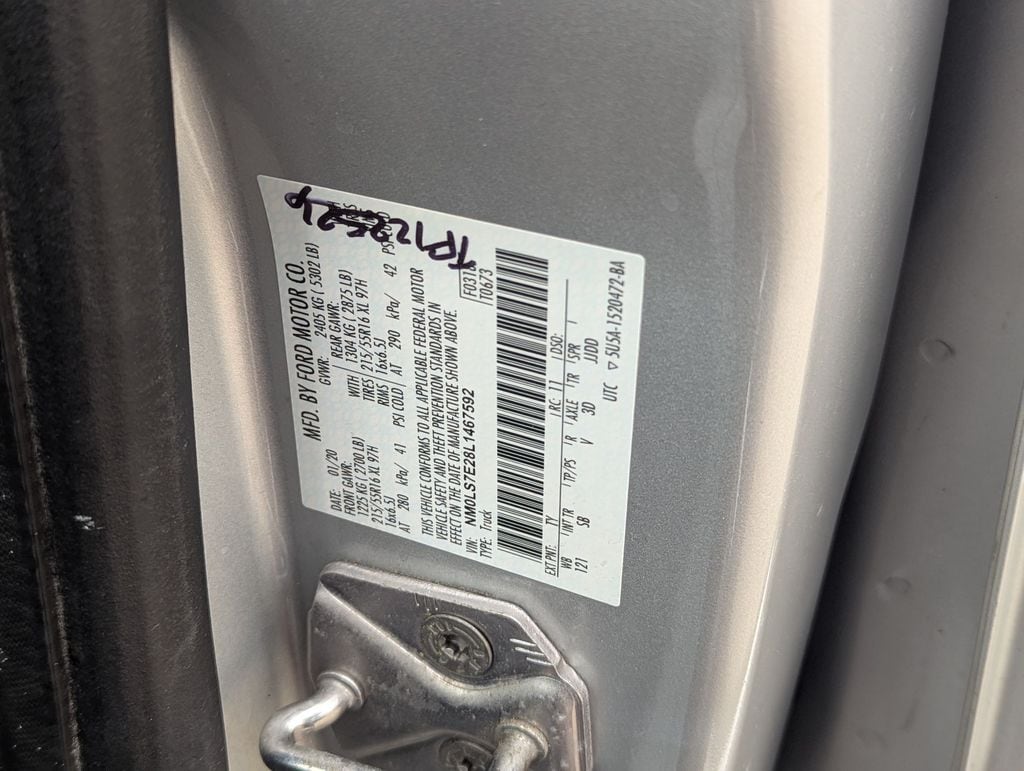 TP122526
MFD. BY FORD MOTOR CO.
DATE: 01/20 GVWR: 2405 KG ( 5302 LB)
FRONT GAWR: REAR GAWR:
1225 KG ( 2700 LB) WITH 1304 KG ( 2875 LB)
215/55R16 XL 97H TIRES 215/55R16 XL 97H
16x6.5J RIMS 16x6.5J
AT 280 kPa/ 41 PSI COLD AT 290 kPa/ 42 PSI COLD
THIS VEHICLE CONFORMS TO ALL APPLICABLE FEDERAL MOTOR
VEHICLE SAFETY AND THEFT PREVENTION STANDARDS IN
EFFECT ON THE DATE OF MANUFACTURE SHOWN ABOVE.
VIN: NM0LS7E28L1467592
TYPE: Truck
F0318
T0673
EXT PNT: TY RC: 11 DSO:
WB INT TR TP/PS R AXLE TR SPR
121 SB V 3D JJDD
UTC ▽ 5U5A-1520472-BA